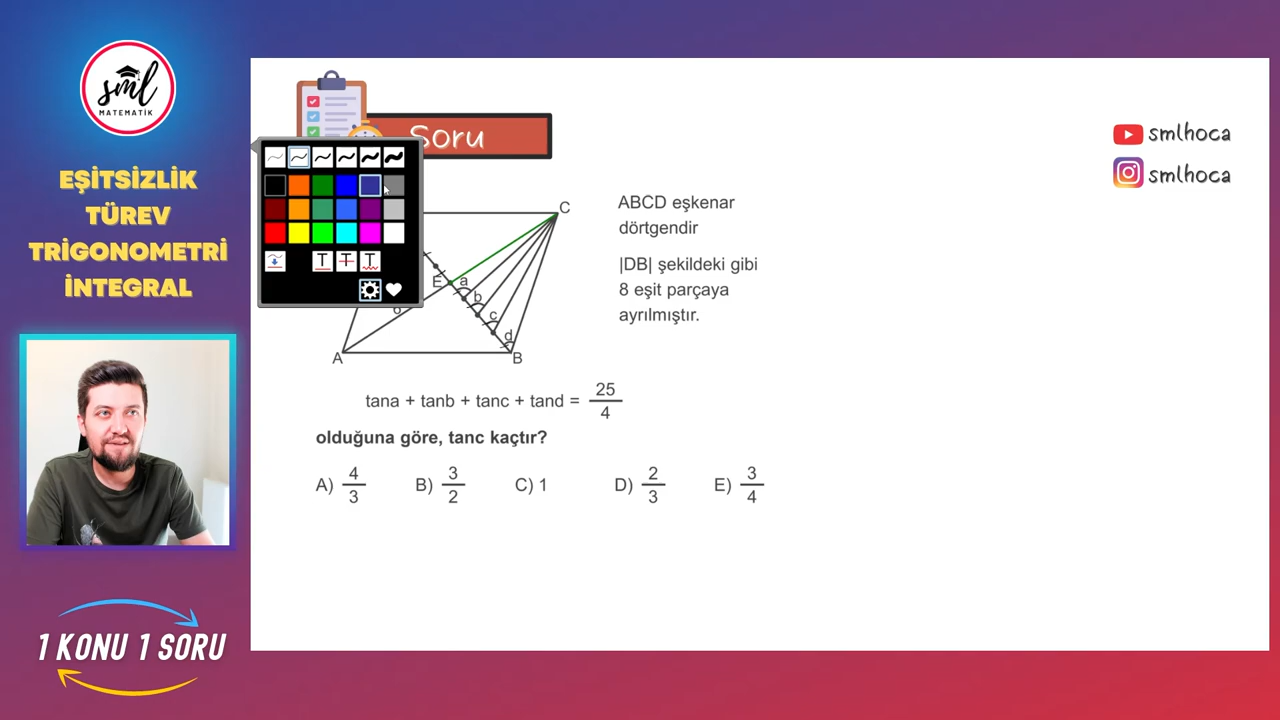 sml
MATEMATİK
EŞİTSİZLİK
TÜREV
TRİGONOMETRİ
İNTEGRAL
1 KONU 1 SORU
Soru
smlhoca
smlhoca
C
E
a
b
c
d
A
B
ABCD eşkenar
dörtgendir
|DB| şekildeki gibi
8 eşit parçaya
ayrılmıştır.
tana + tanb + tanc + tand = 25/4
olduğuna göre, tanc kaçtır?
A) 4/3 B) 3/2 C) 1 D) 2/3 E) 3/4